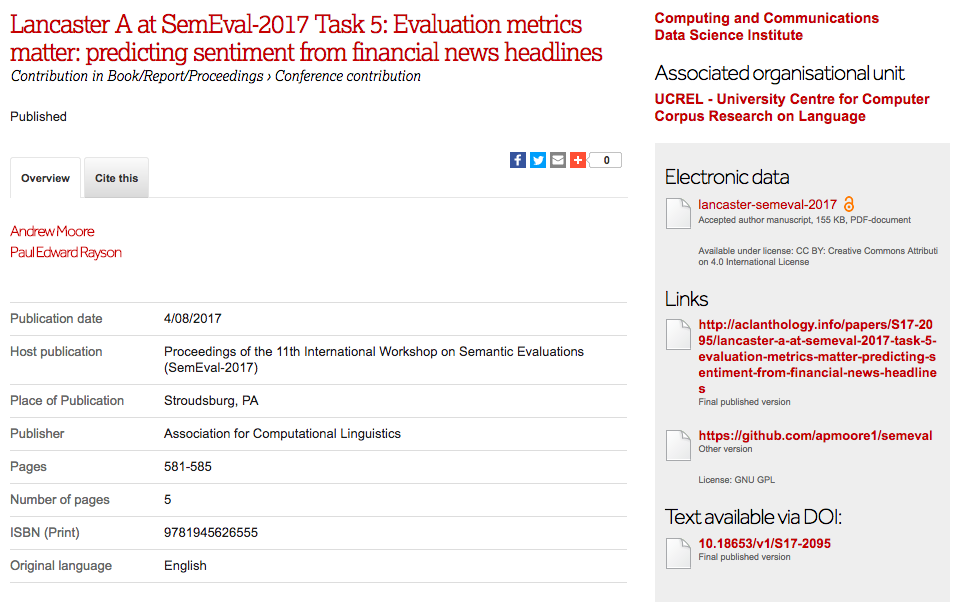 Lancaster A at SemEval-2017 Task 5: Evaluation metrics
matter: predicting sentiment from financial news headlines
Contribution in Book/Report/Proceedings › Conference contribution
Published
0
Overview
Cite this
Andrew Moore
Paul Edward Rayson
Publication date 4/08/2017
Host publication Proceedings of the 11th International Workshop on Semantic Evaluations
(SemEval-2017)
Place of Publication Stroudsburg, PA
Publisher Association for Computational Linguistics
Pages 581-585
Number of pages 5
ISBN (Print) 9781945626555
Original language English
Computing and Communications
Data Science Institute
Associated organisational unit
UCREL - University Centre for Computer
Corpus Research on Language
Electronic data
lancaster-semeval-2017
Accepted author manuscript, 155 KB, PDF-document
Available under license: CC BY: Creative Commons Attributi
on 4.0 International License
Links
http://aclanthology.info/papers/S17-20
95/lancaster-a-at-semeval-2017-task-5-
evaluation-metrics-matter-predicting-s
entiment-from-financial-news-headline
s
Final published version
https://github.com/apmoore1/semeval
Other version
License: GNU GPL
Text available via DOI:
10.18653/v1/S17-2095
Final published version